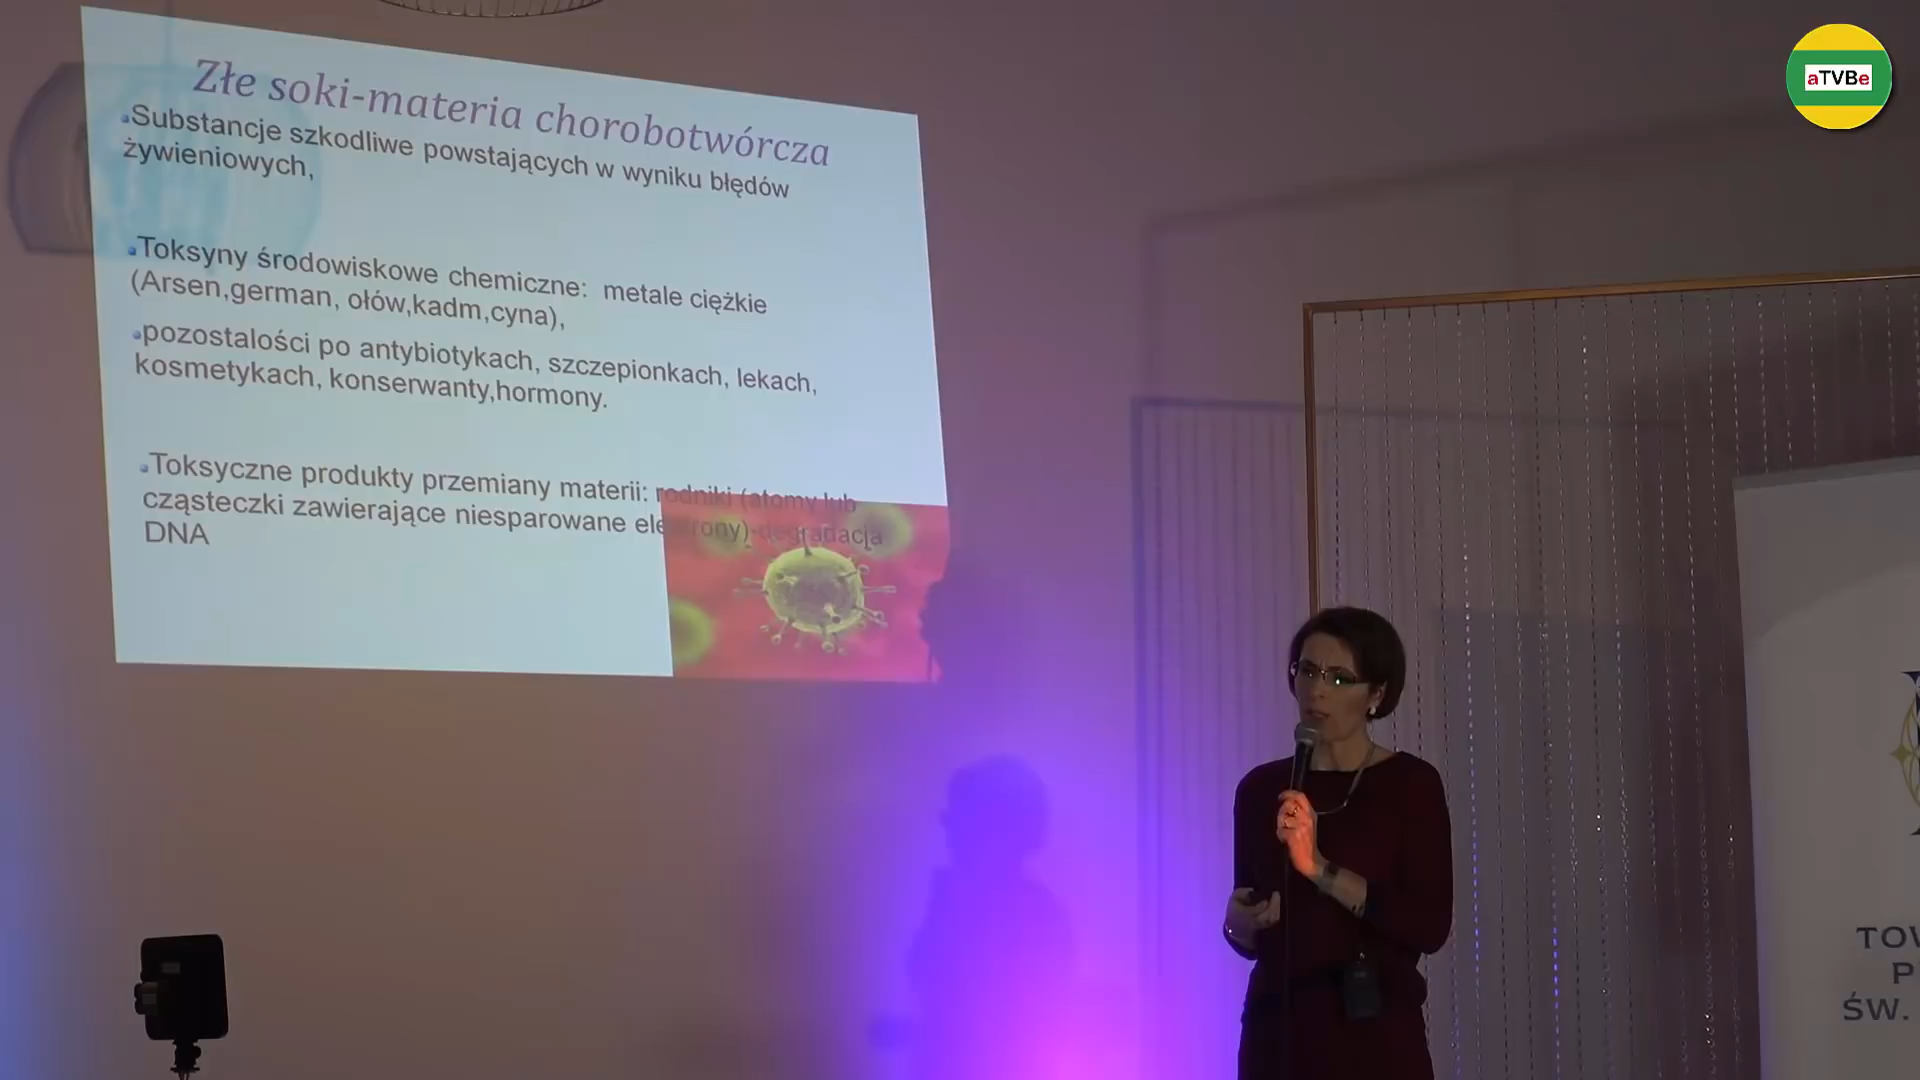 Złe soki-materia chorobotwórcza
Substancje szkodliwe powstających w wyniku błędów
żywieniowych,
Toksyny środowiskowe chemiczne: metale ciężkie
(Arsen,german, ołów,kadm,cyna),
pozostalości po antybiotykach, szczepionkach, lekach,
kosmetykach, konserwanty,hormony.
Toksyczne produkty przemiany materii: rodniki (atomy lub
cząsteczki zawierające niesparowane elektrony)-degradacja
DNA
aTVBe
ŚW.